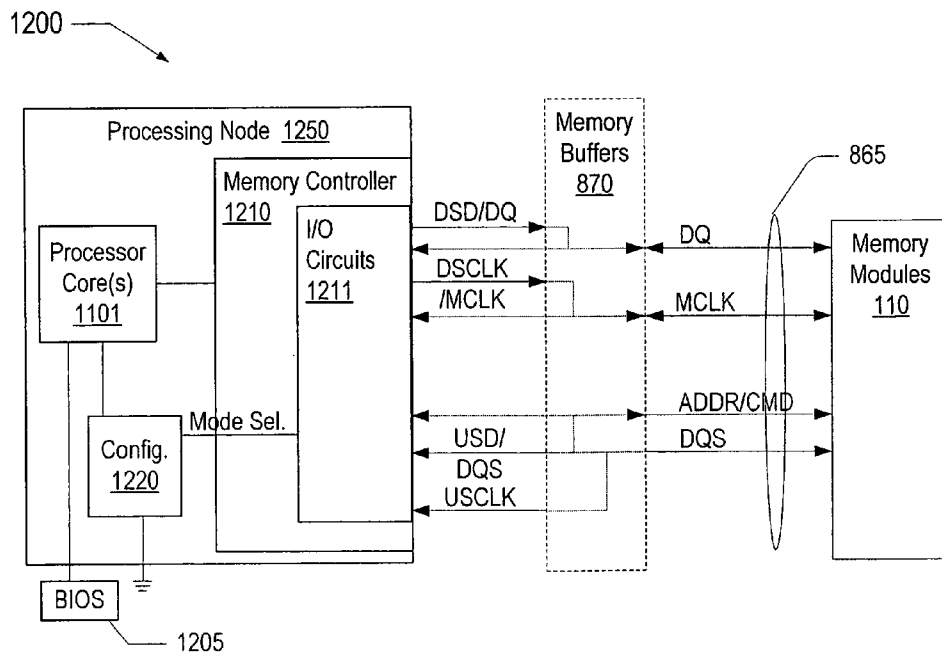 1200
Processing Node 1250
Memory Controller
1210
I/O
Circuits
1211
Processor
Core(s)
1101
Config.
1220
Mode Sel.
BIOS
1205
DSD/DQ
DSCLK
/MCLK
USD/
DQS
USCLK
Memory
Buffers
870
865
DQ
MCLK
ADDR/CMD
DQS
Memory
Modules
110